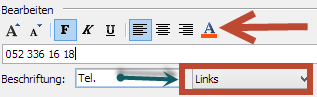 Bearbeiten
A A F K U A
052 336 16 18
Beschriftung: Tel. Links